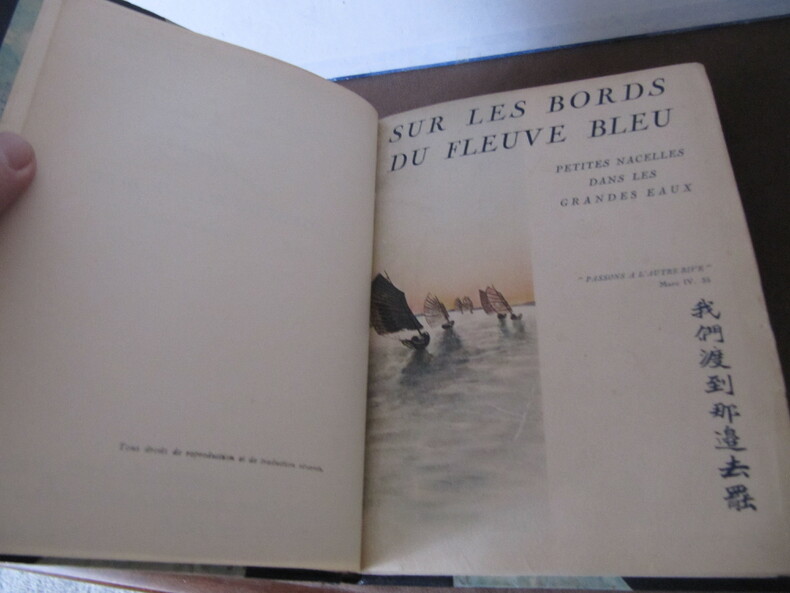 Tous droits de reproduction et de traduction réservés.
SUR LES BORDS
DU FLEUVE BLEU
PETITES NACELLES
DANS LES
GRANDES EAUX
"PASSONS A L'AUTRE RIVE"
Marc IV. 35
我們渡到那邊去罷